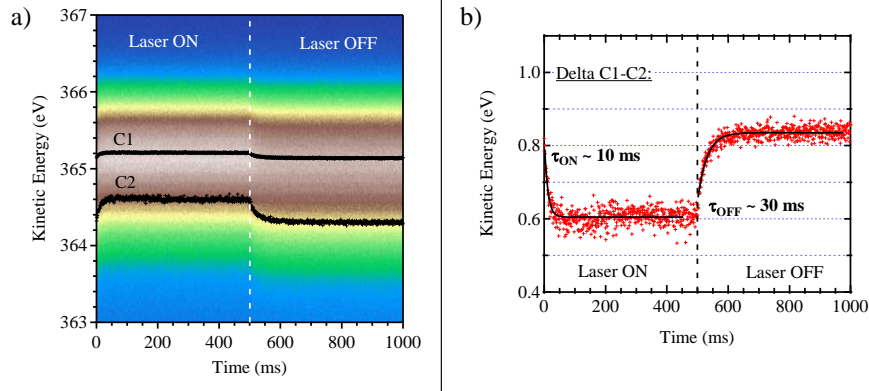 a)
367
366
365
364
363
Kinetic Energy (eV)
Laser ON
Laser OFF
C1
C2
0
200
400
600
800
1000
Time (ms)
b)
1.0
0.8
0.6
0.4
Kinetic Energy (eV)
Delta C1-C2:
τON ~ 10 ms
τOFF ~ 30 ms
Laser ON
Laser OFF
0
200
400
600
800
1000
Time (ms)